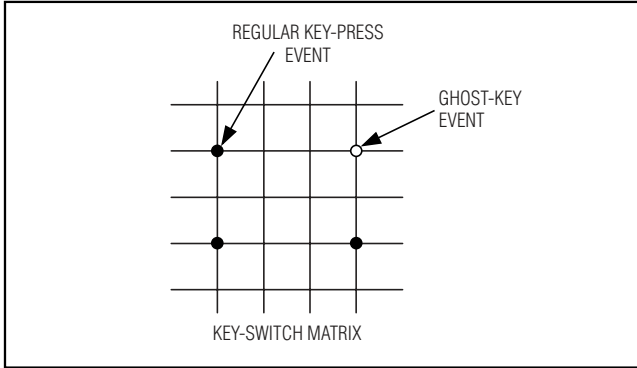 REGULAR KEY-PRESS
EVENT
GHOST-KEY
EVENT
KEY-SWITCH MATRIX